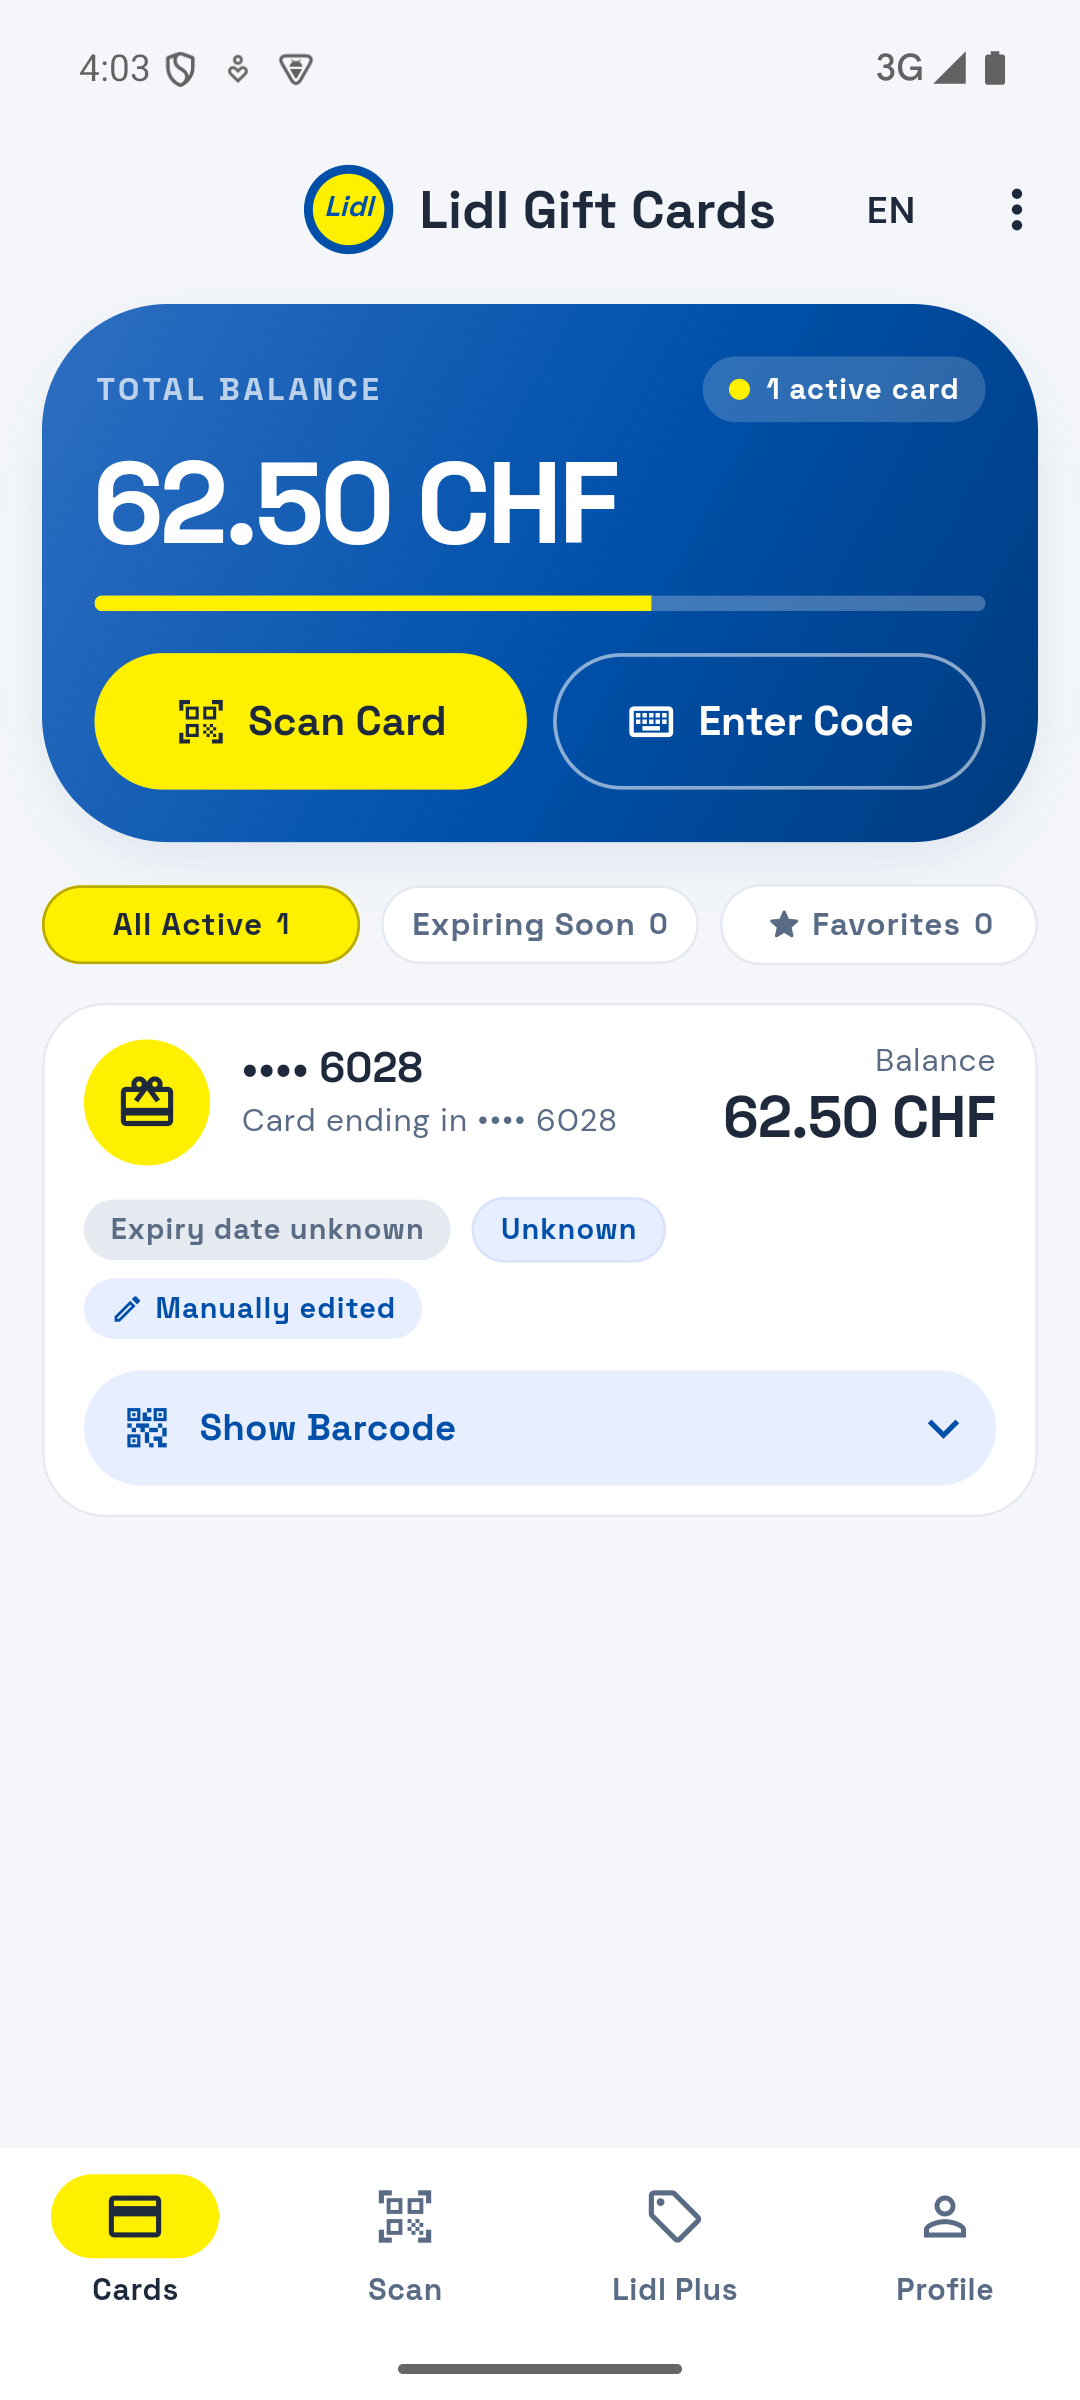 4:03
3G
Lidl
Lidl Gift Cards
EN
TOTAL BALANCE
1 active card
62.50 CHF
Scan Card
Enter Code
All Active 1
Expiring Soon 0
Favorites 0
•••• 6028
Card ending in •••• 6028
Balance
62.50 CHF
Expiry date unknown
Unknown
Manually edited
Show Barcode
Cards
Scan
Lidl Plus
Profile